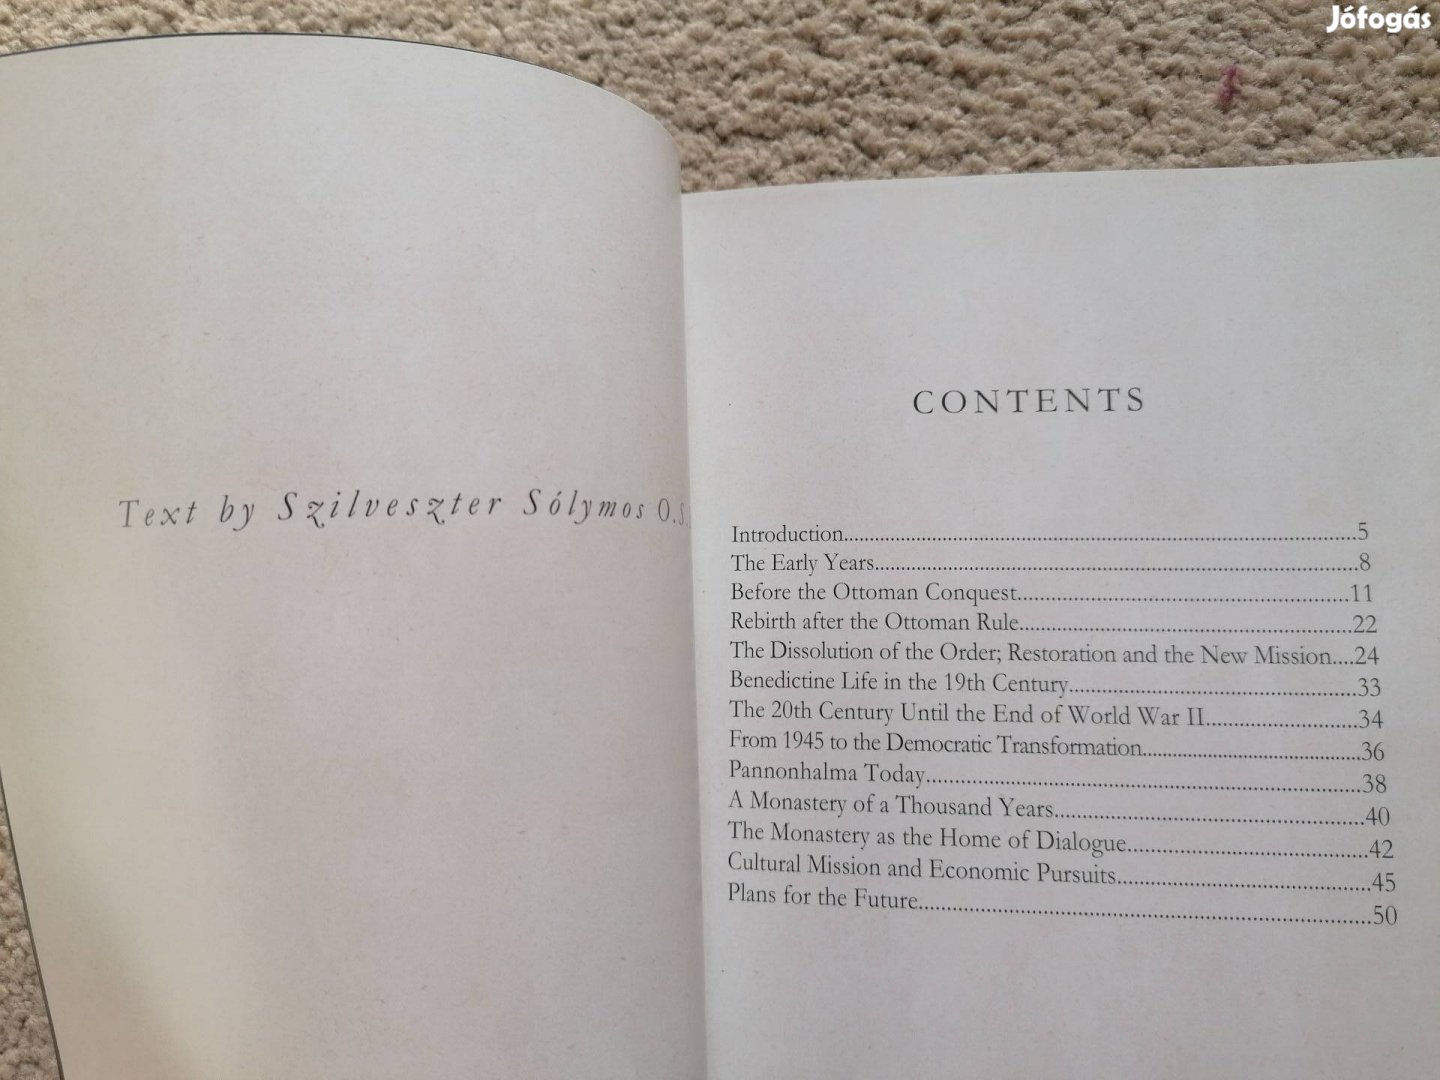 Jófogás
Text by Szilveszter Sólymos O.S.
CONTENTS
Introduction....................5
The Early Years....................8
Before the Ottoman Conquest....................11
Rebirth after the Ottoman Rule....................22
The Dissolution of the Order; Restoration and the New Mission....24
Benedictine Life in the 19th Century....................33
The 20th Century Until the End of World War II....................34
From 1945 to the Democratic Transformation....................36
Pannonhalma Today....................38
A Monastery of a Thousand Years....................40
The Monastery as the Home of Dialogue....................42
Cultural Mission and Economic Pursuits....................45
Plans for the Future....................50